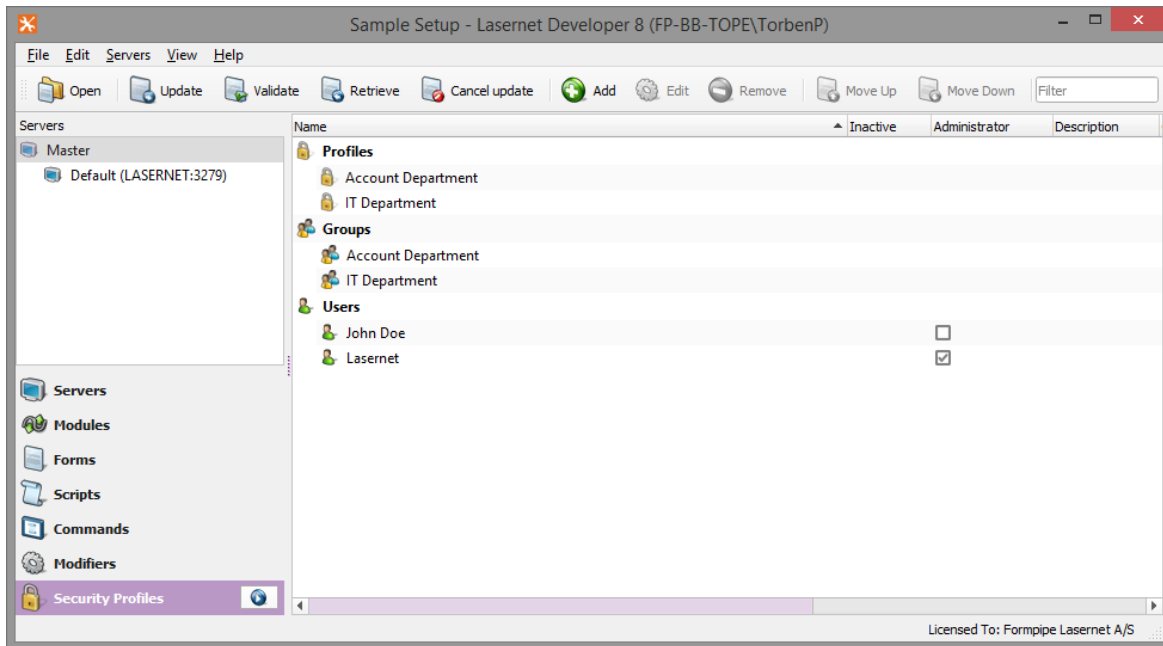 Sample Setup - Lasernet Developer 8 (FP-BB-TOPE\TorbenP)
File Edit Servers View Help
Open Update Validate Retrieve Cancel update Add Edit Remove Move Up Move Down Filter
Servers
Master
Default (LASERNET:3279)
Servers
Modules
Forms
Scripts
Commands
Modifiers
Security Profiles
Name Inactive Administrator Description
Profiles
Account Department
IT Department
Groups
Account Department
IT Department
Users
John Doe
Lasernet
Licensed To: Formpipe Lasernet A/S